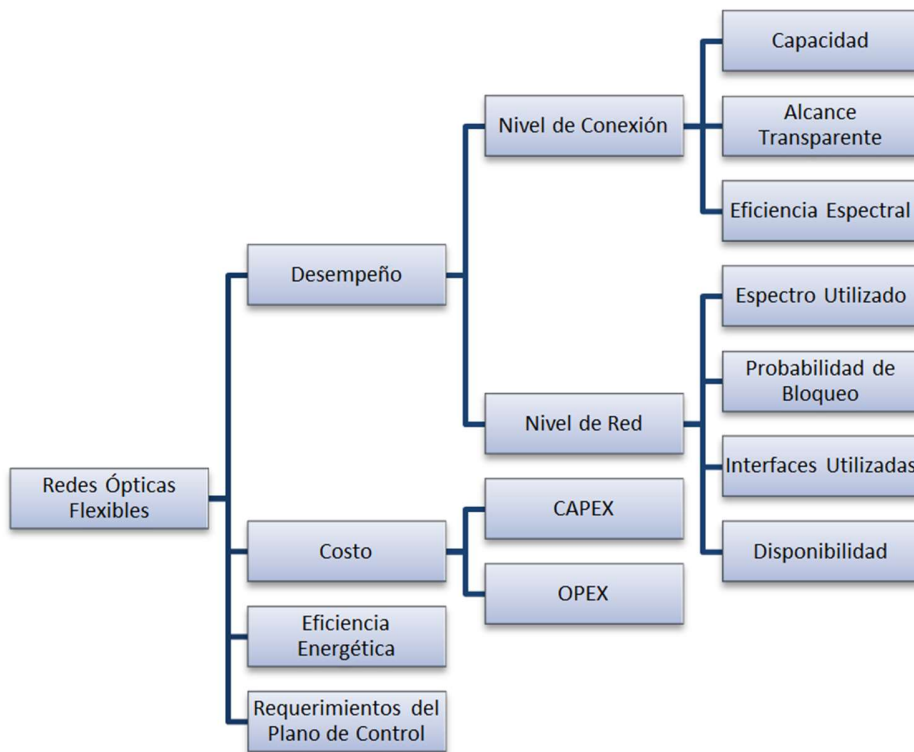 Capacidad
Alcance
Transparente
Eficiencia Espectral
Nivel de Conexión
Desempeño
Espectro Utilizado
Probabilidad de
Bloqueo
Nivel de Red
Interfaces Utilizadas
Disponibilidad
Redes Ópticas
Flexibles
Costo
CAPEX
OPEX
Eficiencia
Energética
Requerimientos del
Plano de Control